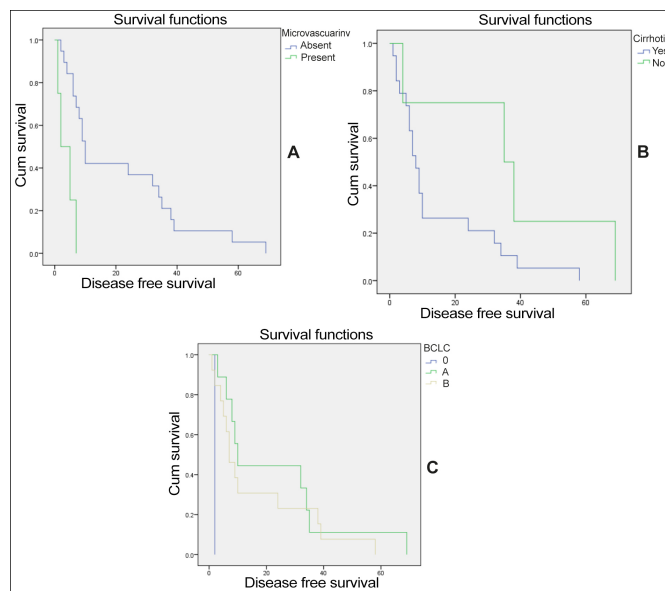 Survival functions
Microvascuarinv
Absent
Present
1.0
0.8
0.6
0.4
0.2
0.0
Cum survival
A
0 20 40 60
Disease free survival
Survival functions
Cirrhoti
Yes
No
1.0
0.8
0.6
0.4
0.2
0.0
Cum survival
B
0 20 40 60
Disease free survival
Survival functions
BCLC
0
A
B
1.0
0.8
0.6
0.4
0.2
0.0
Cum survival
C
0 20 40 60
Disease free survival